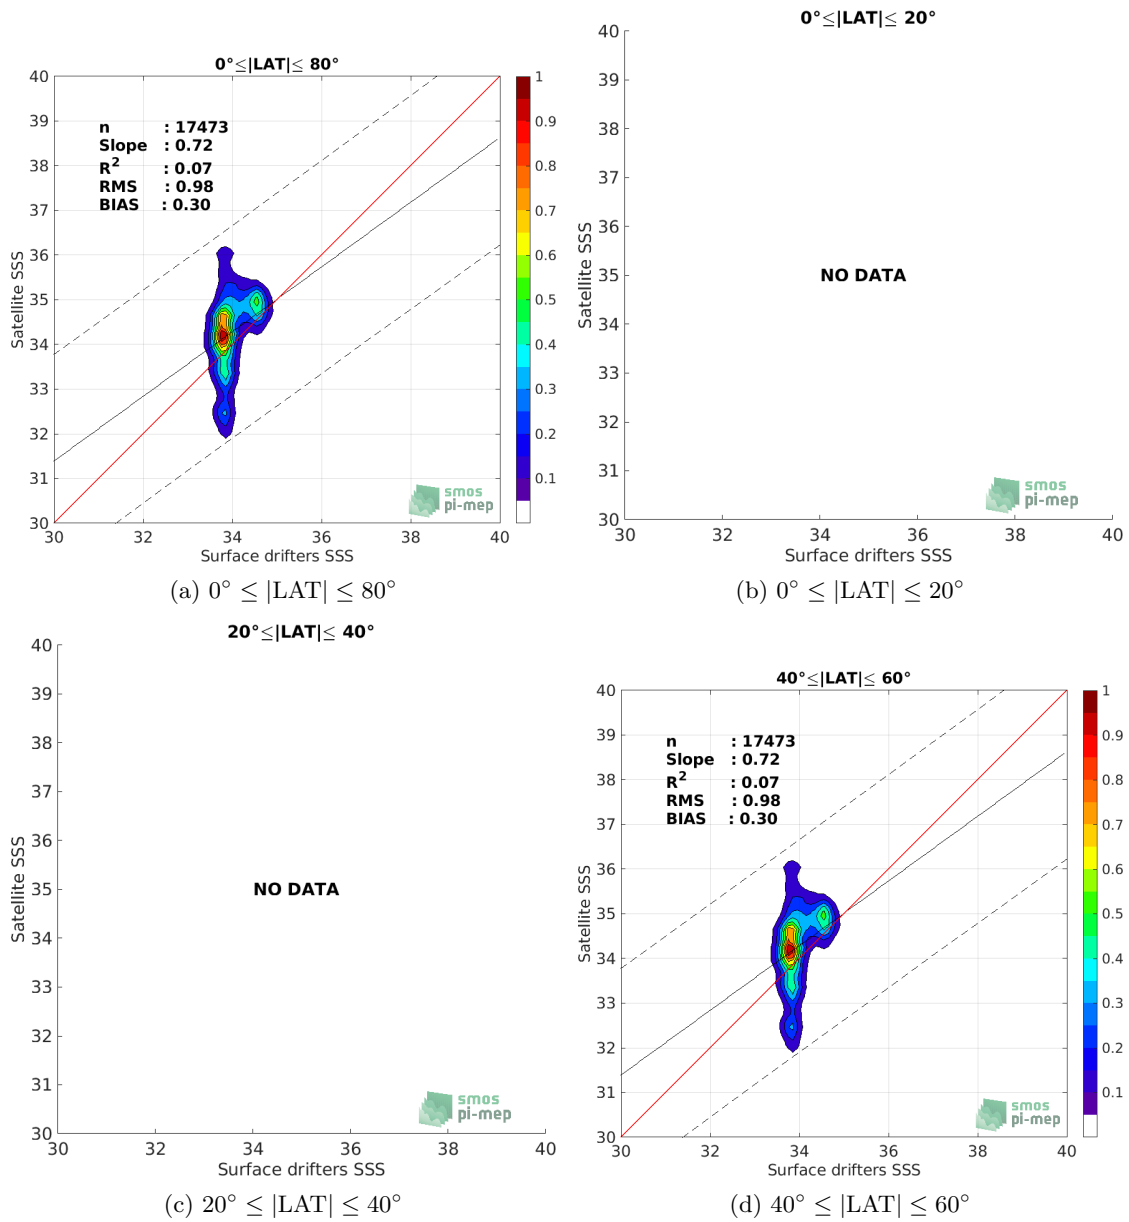 0°≤|LAT|≤ 80°
40
39
38
37
36
35
34
33
32
31
30
Satellite SSS
n : 17473
Slope : 0.72
R² : 0.07
RMS : 0.98
BIAS : 0.30
1
0.9
0.8
0.7
0.6
0.5
0.4
0.3
0.2
0.1
smos
pi-mep
30 32 34 36 38 40
Surface drifters SSS
(a) 0° ≤ |LAT| ≤ 80°
0°≤|LAT|≤ 20°
40
39
38
37
36
35
34
33
32
31
30
Satellite SSS
NO DATA
smos
pi-mep
30 32 34 36 38 40
Surface drifters SSS
(b) 0° ≤ |LAT| ≤ 20°
20°≤|LAT|≤ 40°
40
39
38
37
36
35
34
33
32
31
30
Satellite SSS
NO DATA
smos
pi-mep
30 32 34 36 38 40
Surface drifters SSS
(c) 20° ≤ |LAT| ≤ 40°
40°≤|LAT|≤ 60°
40
39
38
37
36
35
34
33
32
31
30
Satellite SSS
n : 17473
Slope : 0.72
R² : 0.07
RMS : 0.98
BIAS : 0.30
1
0.9
0.8
0.7
0.6
0.5
0.4
0.3
0.2
0.1
smos
pi-mep
30 32 34 36 38 40
Surface drifters SSS
(d) 40° ≤ |LAT| ≤ 60°